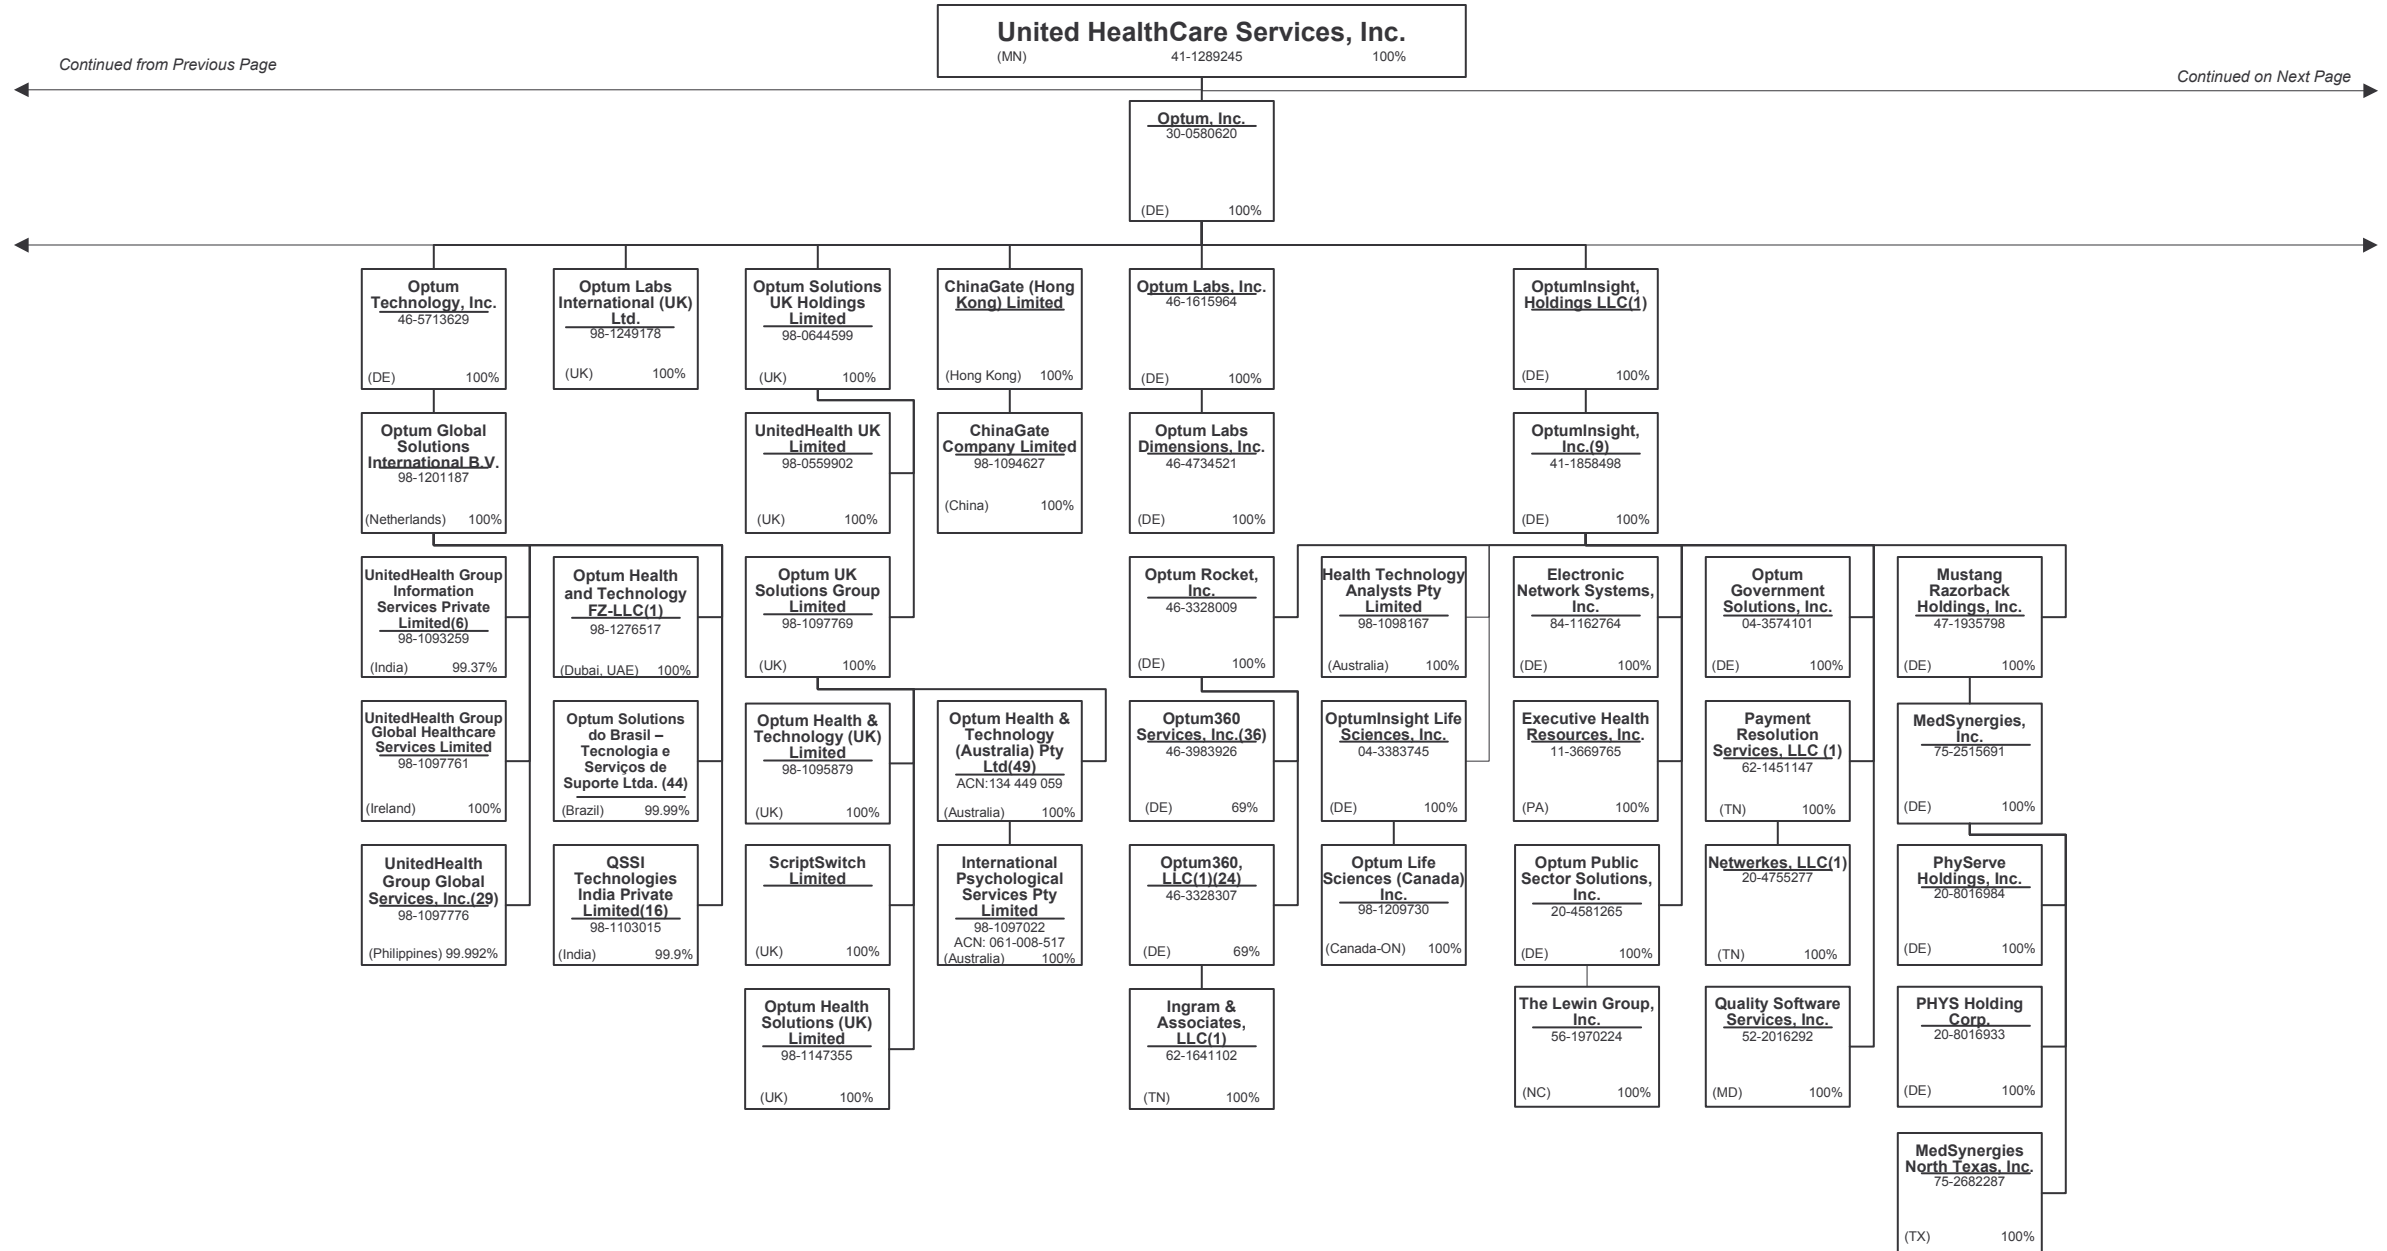 United HealthCare Services, Inc.
(MN) 41-1289245 100%
Continued from Previous Page
Continued on Next Page
Optum, Inc.
30-0580620
(DE) 100%
Optum
Technology, Inc.
46-5713629
(DE) 100%
Optum Labs
International (UK)
Ltd.
98-1249178
(UK) 100%
Optum Solutions
UK Holdings
Limited
98-0644599
(UK) 100%
ChinaGate (Hong
Kong) Limited
(Hong Kong) 100%
Optum Labs, Inc.
46-1615964
(DE) 100%
OptumInsight,
Holdings LLC(1)
(DE) 100%
Optum Global
Solutions
International B.V.
98-1201187
(Netherlands) 100%
UnitedHealth UK
Limited
98-0559902
(UK) 100%
ChinaGate
Company Limited
98-1094627
(China) 100%
Optum Labs
Dimensions, Inc.
46-4734521
(DE) 100%
OptumInsight,
Inc.(9)
41-1858498
(DE) 100%
UnitedHealth Group
Information
Services Private
Limited(6)
98-1093259
(India) 99.37%
Optum Health
and Technology
FZ-LLC(1)
98-1276517
(Dubai, UAE) 100%
Optum UK
Solutions Group
Limited
98-1097769
(UK) 100%
Optum Rocket,
Inc.
46-3328009
(DE) 100%
Health Technology
Analysts Pty
Limited
98-1098167
(Australia) 100%
Electronic
Network Systems,
Inc.
84-1162764
(DE) 100%
Optum
Government
Solutions, Inc.
04-3574101
(DE) 100%
Mustang
Razorback
Holdings, Inc.
47-1935798
(DE) 100%
UnitedHealth Group
Global Healthcare
Services Limited
98-1097761
(Ireland) 100%
Optum Solutions
do Brasil –
Tecnologia e
Serviços de
Suporte Ltda. (44)
(Brazil) 99.99%
Optum Health &
Technology (UK)
Limited
98-1095879
(UK) 100%
Optum Health &
Technology
(Australia) Pty
Ltd(49)
ACN:134 449 059
(Australia) 100%
Optum360
Services, Inc.(36)
46-3983926
(DE) 69%
OptumInsight Life
Sciences, Inc.
04-3383745
(DE) 100%
Executive Health
Resources, Inc.
11-3669765
(PA) 100%
Payment
Resolution
Services, LLC (1)
62-1451147
(TN) 100%
MedSynergies,
Inc.
75-2515691
(DE) 100%
UnitedHealth
Group Global
Services, Inc.(29)
98-1097776
(Philippines) 99.992%
QSSI
Technologies
India Private
Limited(16)
98-1103015
(India) 99.9%
ScriptSwitch
Limited
(UK) 100%
International
Psychological
Services Pty
Limited
98-1097022
ACN: 061-008-517
(Australia) 100%
Optum360,
LLC(1)(24)
46-3328307
(DE) 69%
Optum Life
Sciences (Canada)
Inc.
98-1209730
(Canada-ON) 100%
Optum Public
Sector Solutions,
Inc.
20-4581265
(DE) 100%
Netwerkes, LLC(1)
20-4755277
(TN) 100%
PhyServe
Holdings, Inc.
20-8016984
(DE) 100%
Optum Health
Solutions (UK)
Limited
98-1147355
(UK) 100%
Ingram &
Associates,
LLC(1)
62-1641102
(TN) 100%
The Lewin Group,
Inc.
56-1970224
(NC) 100%
Quality Software
Services, Inc.
52-2016292
(MD) 100%
PHYS Holding
Corp.
20-8016933
(DE) 100%
MedSynergies
North Texas, Inc.
75-2682287
(TX) 100%